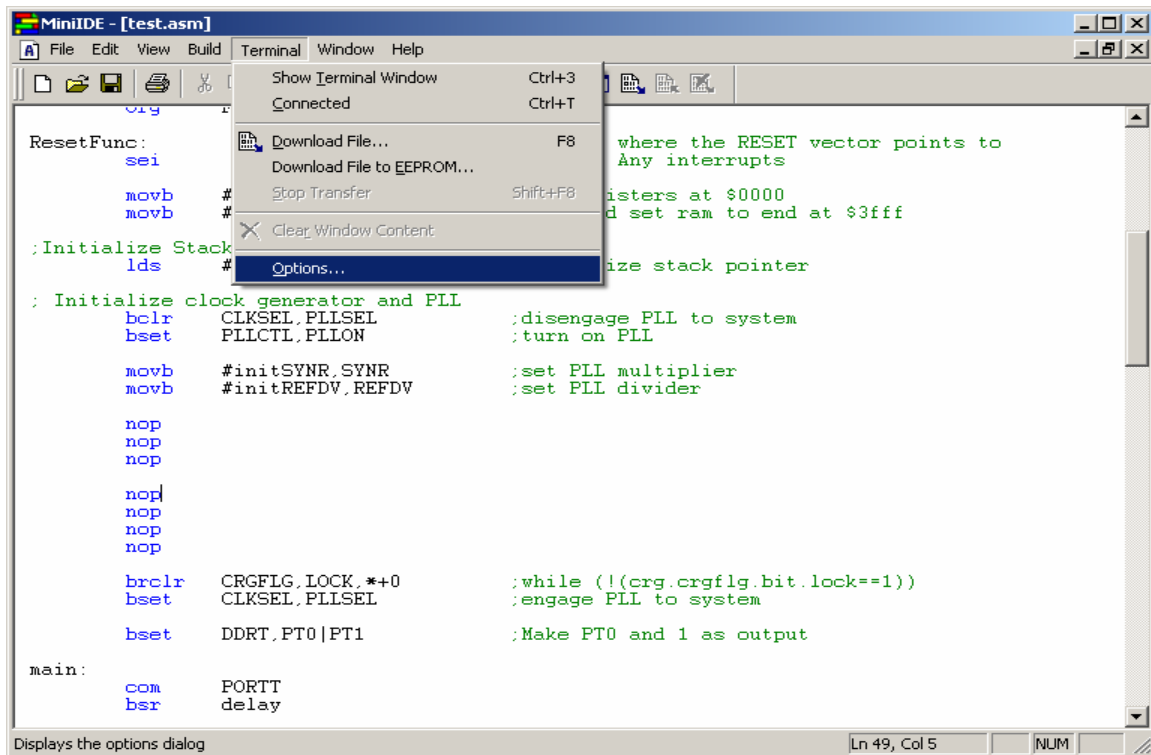 MiniIDE - [test.asm]
File Edit View Build Terminal Window Help
Show Terminal Window Ctrl+3
Connected Ctrl+T
Download File... F8
Download File to EEPROM...
Stop Transfer Shift+F8
Clear Window Content
Options...
org
ResetFunc: where the RESET vector points to
sei Any interrupts
movb # isters at $0000
movb # d set ram to end at $3fff
;Initialize Stack
lds # ize stack pointer
; Initialize clock generator and PLL
bclr CLKSEL,PLLSEL ;disengage PLL to system
bset PLLCTL,PLLON ;turn on PLL
movb #initSYNR,SYNR ;set PLL multiplier
movb #initREFDV,REFDV ;set PLL divider
nop
nop
nop
nop
nop
nop
nop
brclr CRGFLG,LOCK,*+0 ;while (!(crg.crgflg.bit.lock==1))
bset CLKSEL,PLLSEL ;engage PLL to system
bset DDRT,PT0|PT1 ;Make PT0 and 1 as output
main:
com PORTT
bsr delay
Displays the options dialog Ln 49, Col 5 NUM